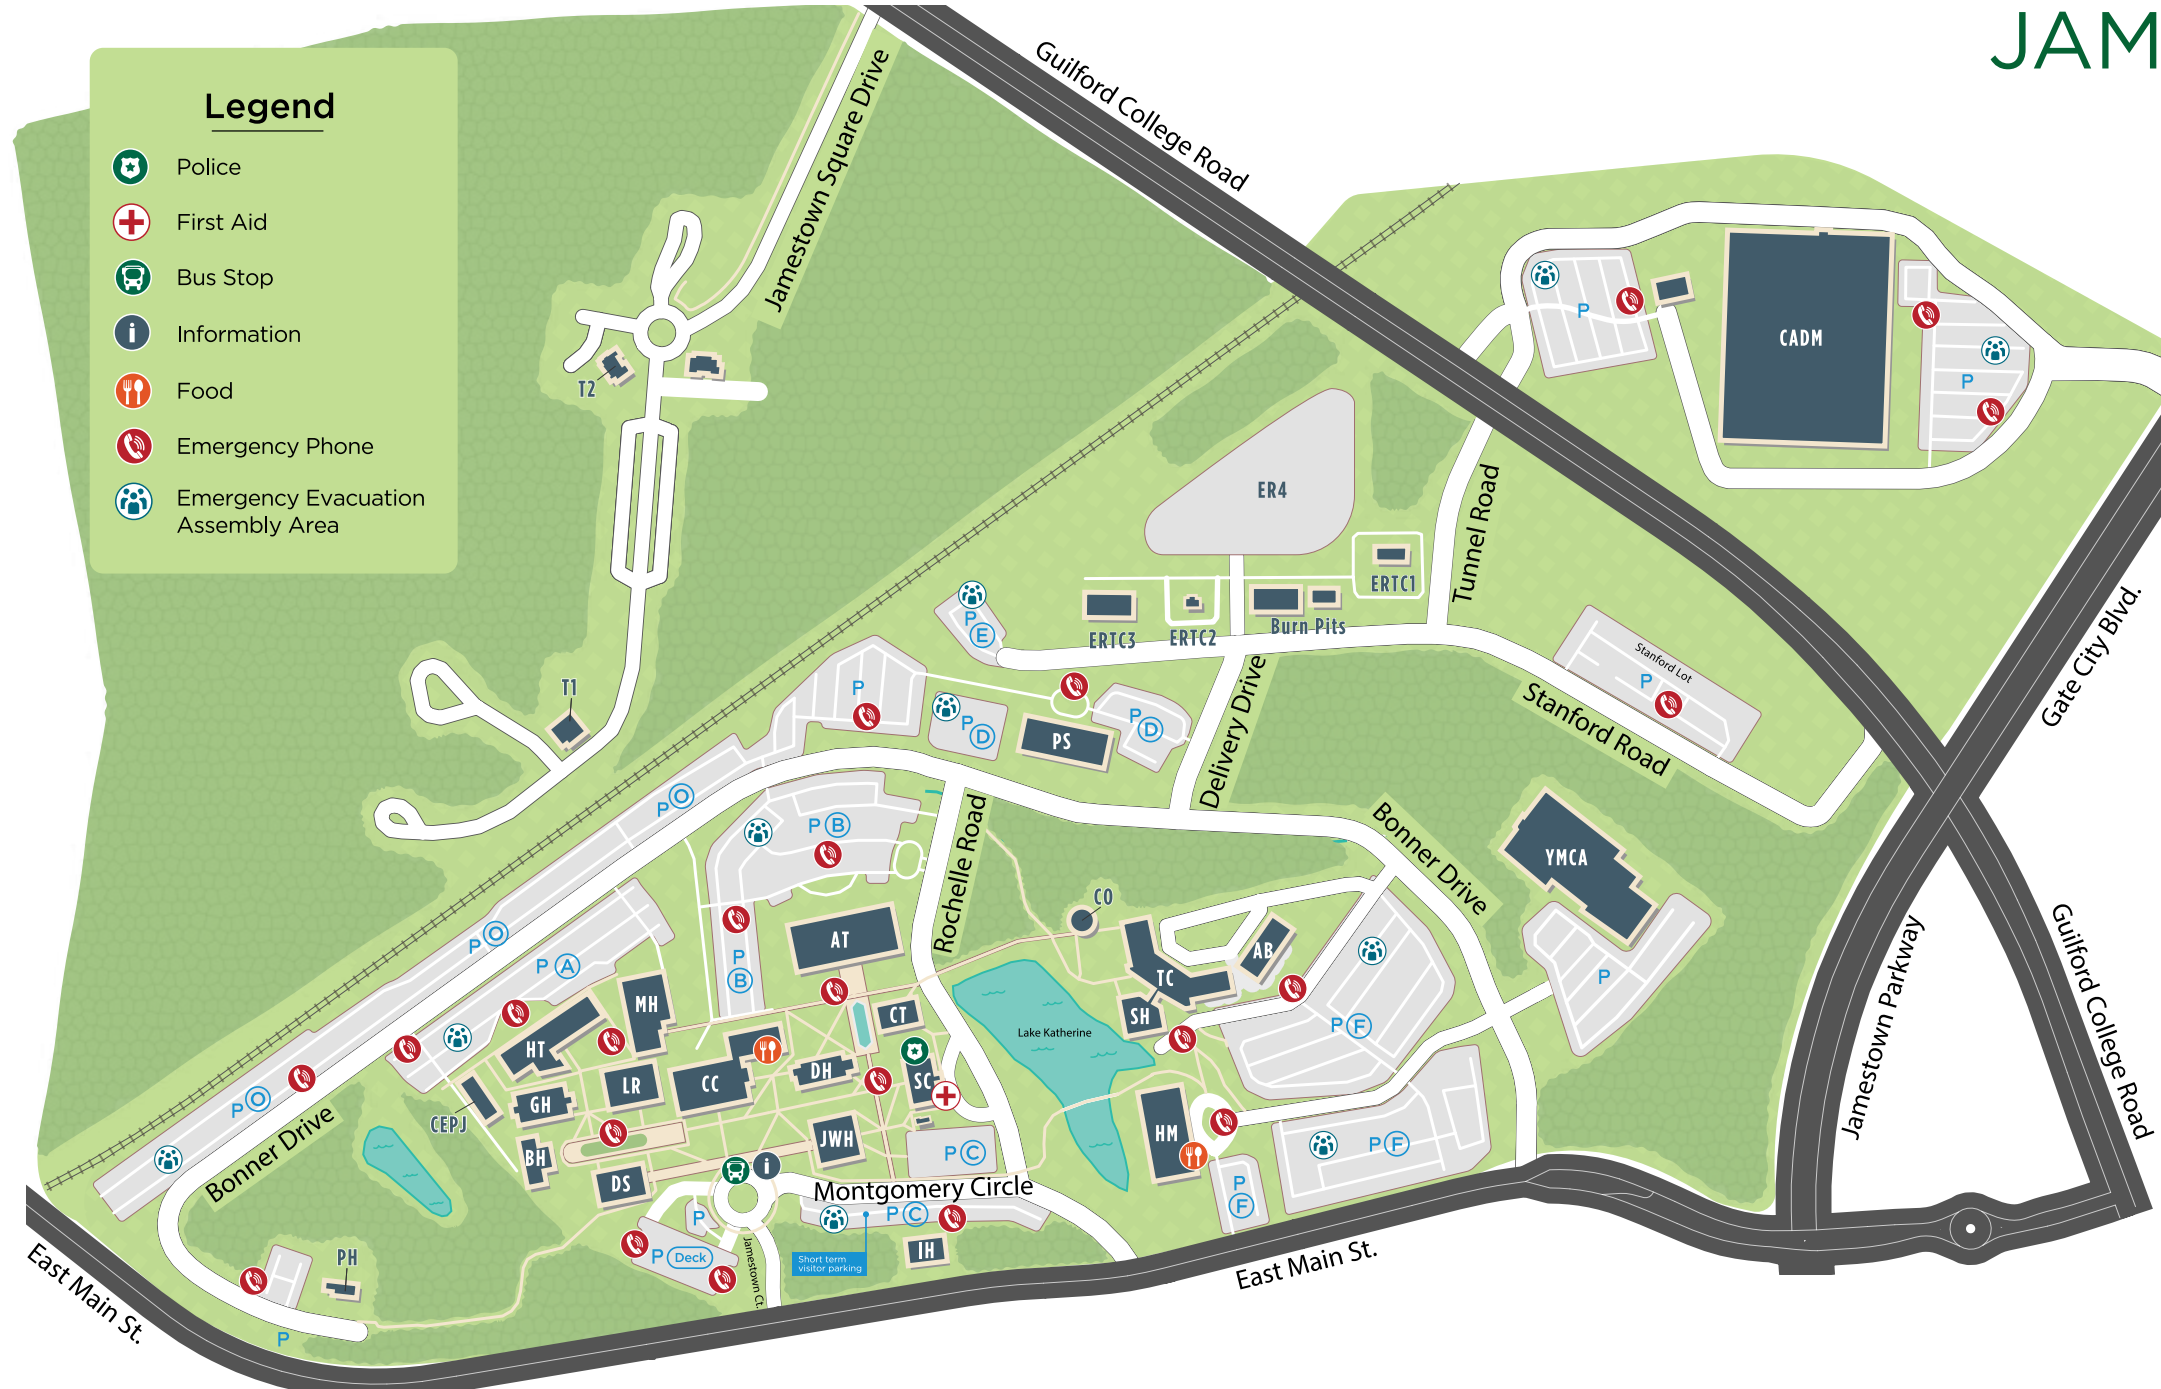 JAM
Legend
Police
First Aid
Bus Stop
Information
Food
Emergency Phone
Emergency Evacuation
Assembly Area
Guilford College Road
Jamestown Square Drive
CADM
P
P
T2
ER4
Tunnel Road
ERTC1
ERTC3
ERTC2
Burn Pits
P
E
Gate City Blvd.
Stanford Lot
P
T1
P
P D
P D
PS
Delivery Drive
Stanford Road
P O
P B
Rochelle Road
Bonner Drive
YMCA
CO
P O
P A
AT
P
B
AB
TC
P
Jamestown Parkway
Guilford College Road
MH
CT
SH
Lake Katherine
P F
HT
LR
CC
DH
SC
P O
CEPJ
GH
BH
JWH
HM
P F
Bonner Drive
DS
i
P C
Montgomery Circle
P
P C
P
F
PH
P Deck
Jamestown Ct.
Short term
visitor parking
IH
East Main St.
East Main St.
P